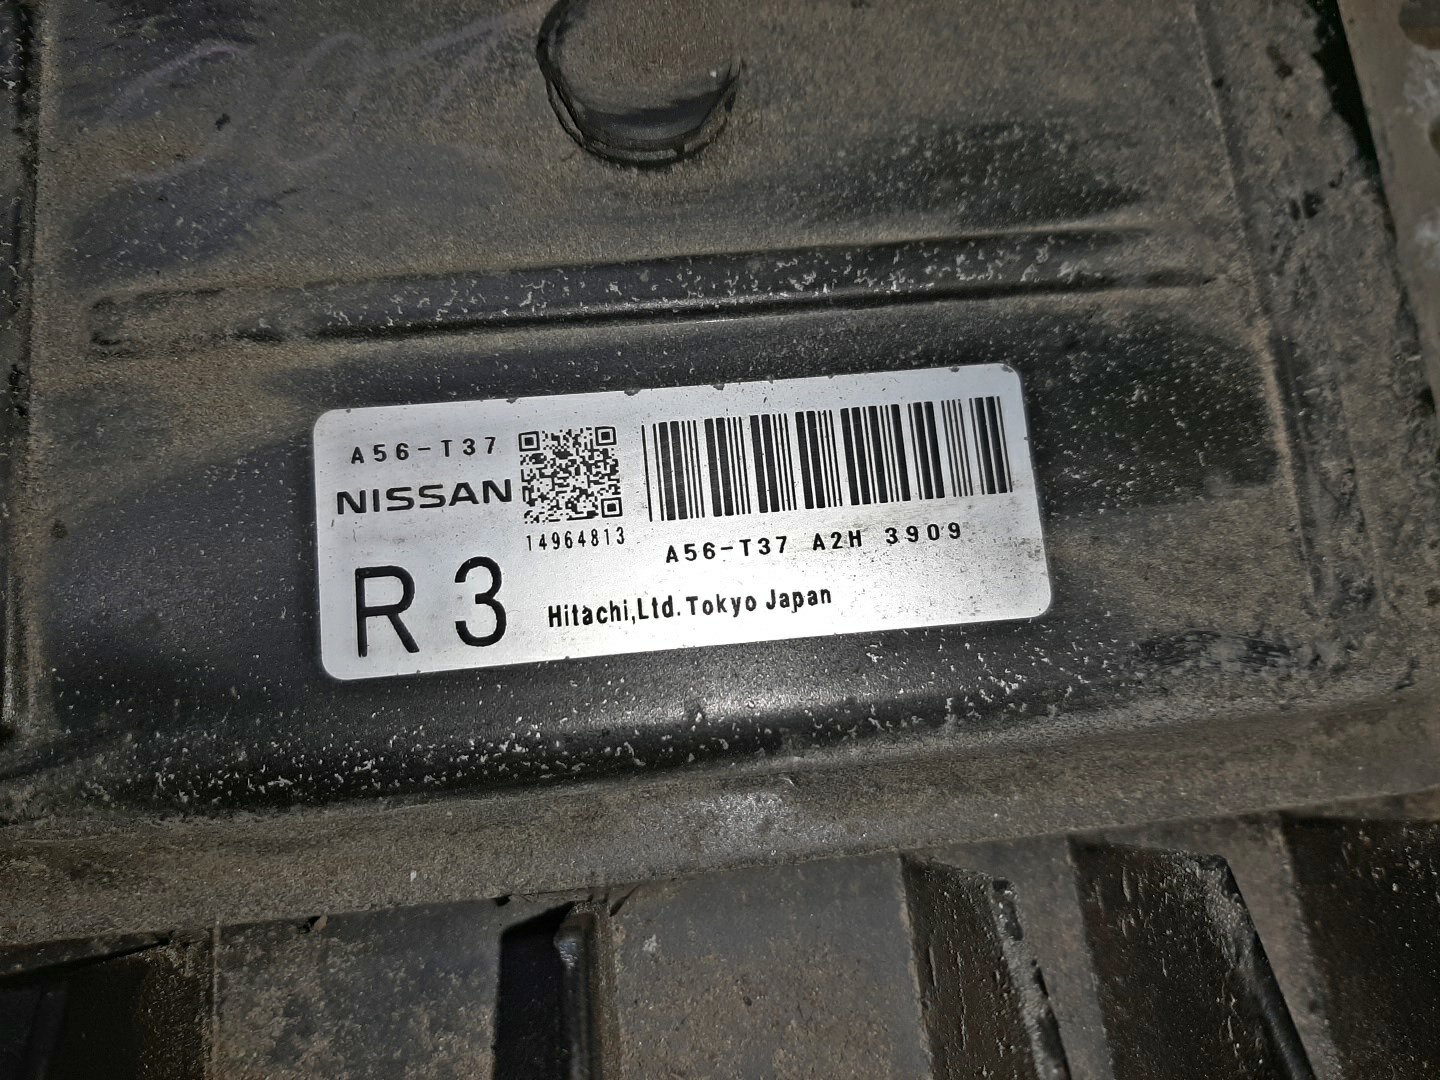 A56-T37
NISSAN
14964813
A56-T37 A2H 3909
R3
Hitachi,Ltd.Tokyo Japan